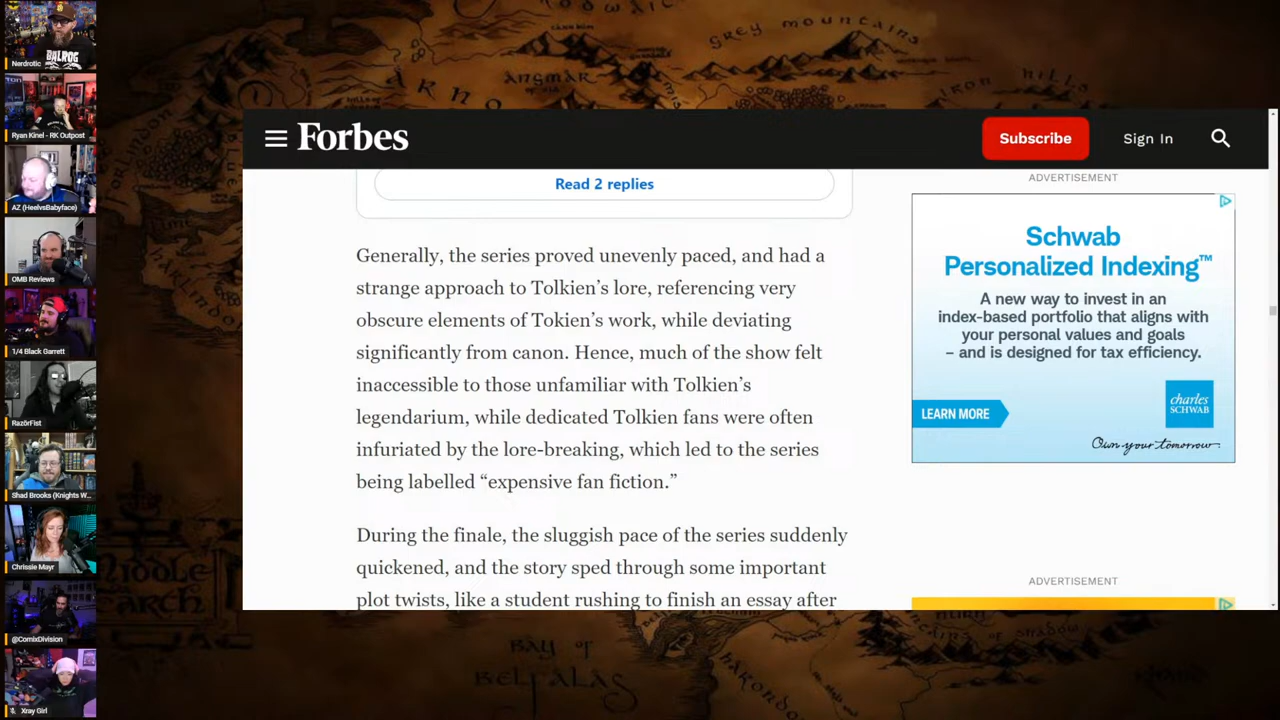 Nerdrotic
BALROG
Ryan Kinel - RK Outpost
AZ (HeelvsBabyface)
OMB Reviews
1/4 Black Garrett
RazörFist
Shad Brooks (Knights W...
Chrissie Mayr
@ComixDivision
Xray Girl
GREY MOUNTAINS
ANGMAR
Forbes
Subscribe
Sign In
Read 2 replies
Generally, the series proved unevenly paced, and had a
strange approach to Tolkien’s lore, referencing very
obscure elements of Tokien’s work, while deviating
significantly from canon. Hence, much of the show felt
inaccessible to those unfamiliar with Tolkien’s
legendarium, while dedicated Tolkien fans were often
infuriated by the lore-breaking, which led to the series
being labelled “expensive fan fiction.”
During the finale, the sluggish pace of the series suddenly
quickened, and the story sped through some important
plot twists, like a student rushing to finish an essay after
ADVERTISEMENT
Schwab
Personalized Indexing™
A new way to invest in an
index-based portfolio that aligns with
your personal values and goals
– and is designed for tax efficiency.
LEARN MORE
charles
SCHWAB
Own your tomorrow
ADVERTISEMENT
MIDDLE
EARTH
BAY OF
BELFALAS